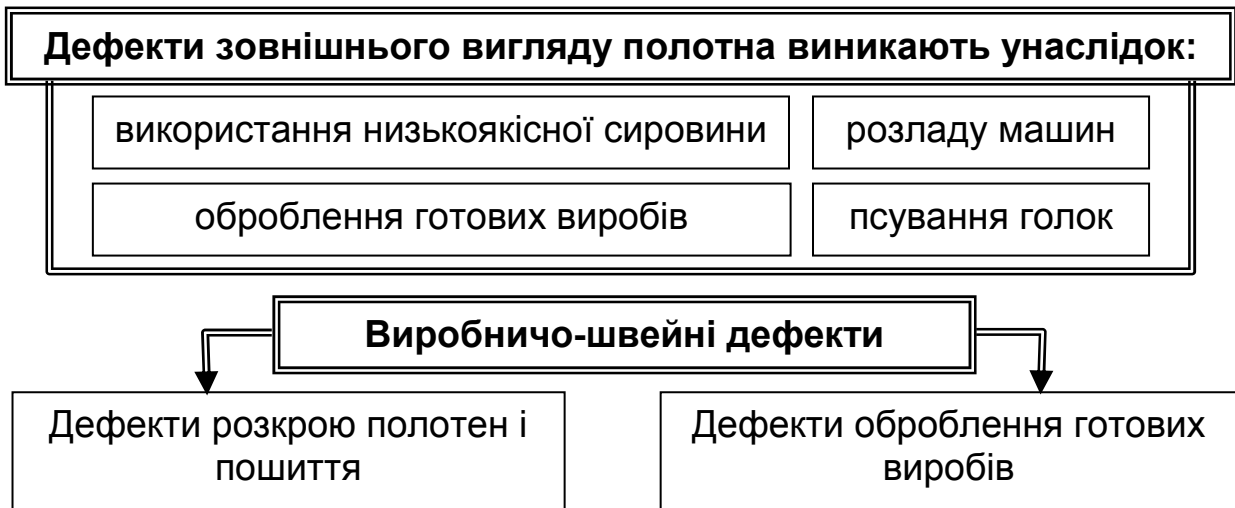 Дефекти зовнішнього вигляду полотна виникають унаслідок:
використання низькоякісної сировини
розладу машин
оброблення готових виробів
псування голок
Виробничо-швейні дефекти
Дефекти розкрою полотен і
пошиття
Дефекти оброблення готових
виробів